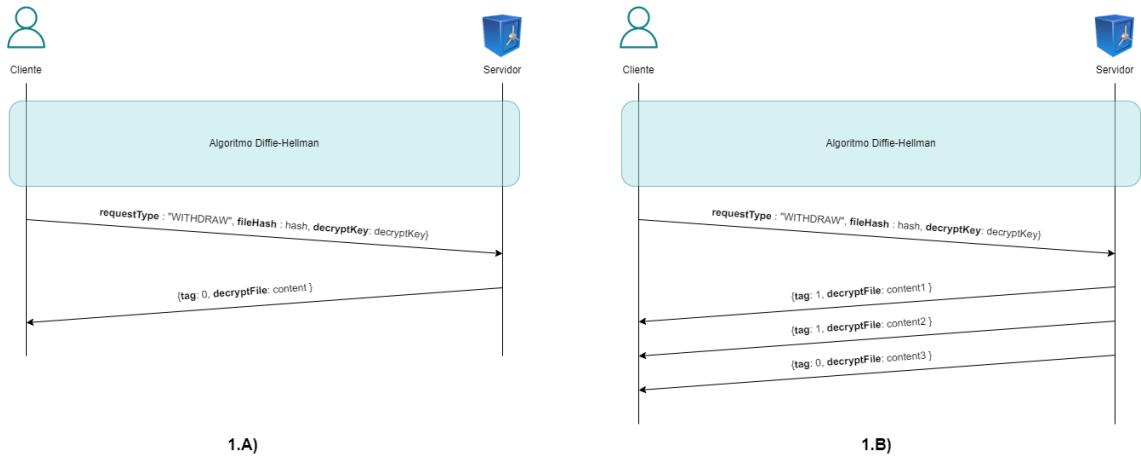 Cliente
Servidor
Algoritmo Diffie-Hellman
requestType : "WITHDRAW", fileHash : hash, decryptKey: decryptKey}
{tag: 0, decryptFile: content }
1.A)
Cliente
Servidor
Algoritmo Diffie-Hellman
requestType : "WITHDRAW", fileHash : hash, decryptKey: decryptKey}
{tag: 1, decryptFile: content1 }
{tag: 1, decryptFile: content2 }
{tag: 0, decryptFile: content3 }
1.B)